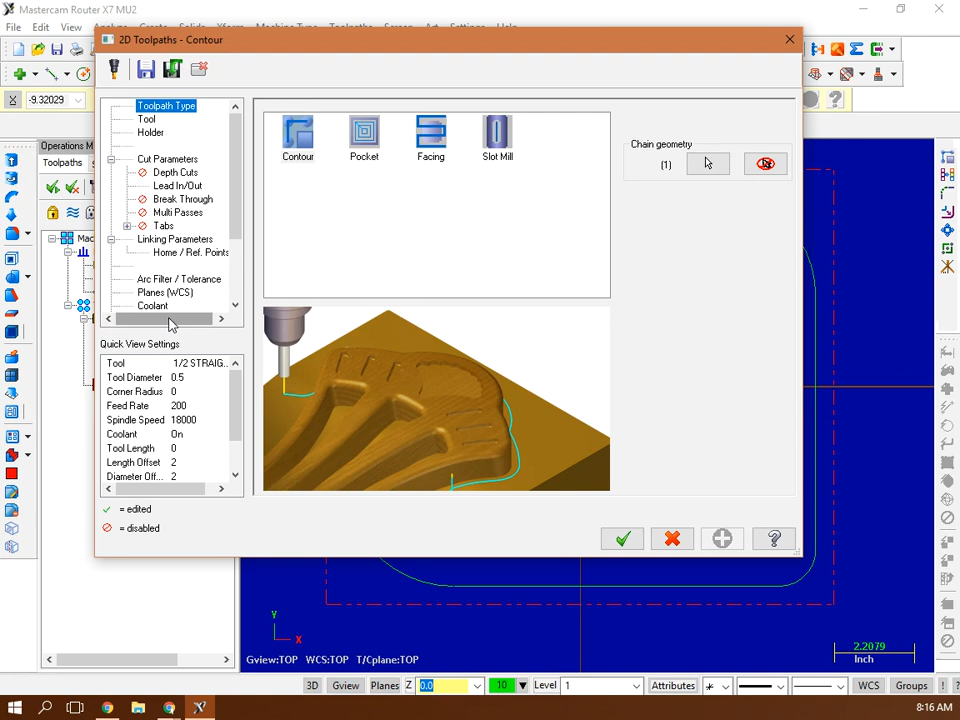 Mastercam Router X7 MU2
File Edit View
2D Toolpaths - Contour
-9.32029
Operations M
Toolpaths
Mac
Toolpath Type
Tool
Holder
Cut Parameters
Depth Cuts
Lead In/Out
Break Through
Multi Passes
Tabs
Linking Parameters
Home / Ref. Points
Arc Filter / Tolerance
Planes (WCS)
Coolant
Contour
Pocket
Facing
Slot Mill
Chain geometry
(1)
Quick View Settings
Tool 1/2 STRAIG...
Tool Diameter 0.5
Corner Radius 0
Feed Rate 200
Spindle Speed 18000
Coolant On
Tool Length 0
Length Offset 2
Diameter Off... 2
= edited
= disabled
Y
X
Gview:TOP WCS:TOP T/Cplane:TOP
2.2079
Inch
3D Gview Planes Z 0.0 10 Level 1 Attributes WCS Groups ! ?
8:16 AM